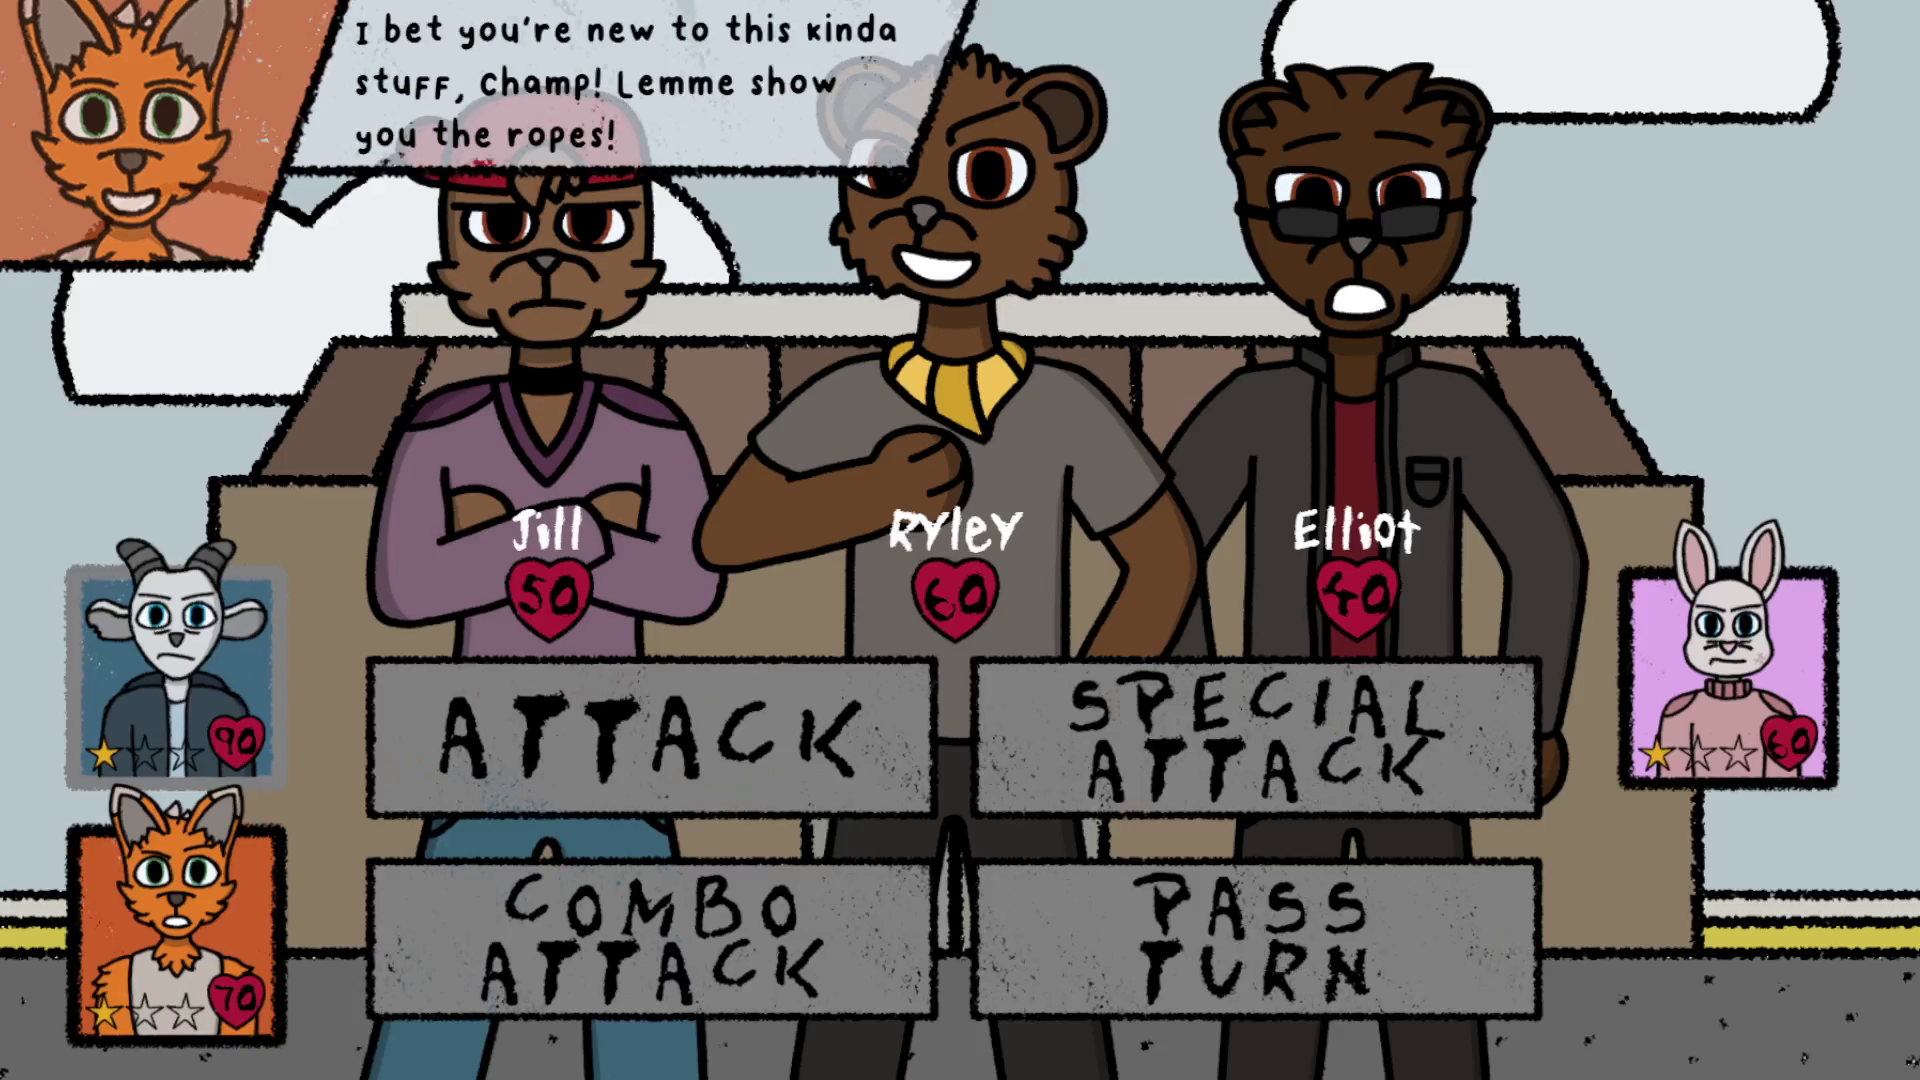 I bet you're new to this kinda
stuff, Champ! Lemme show
you the ropes!
Jill
Ryley
Elliot
50
60
40
90
60
ATTACK
SPECIAL
ATTACK
70
COMBO
ATTACK
PASS
TURN